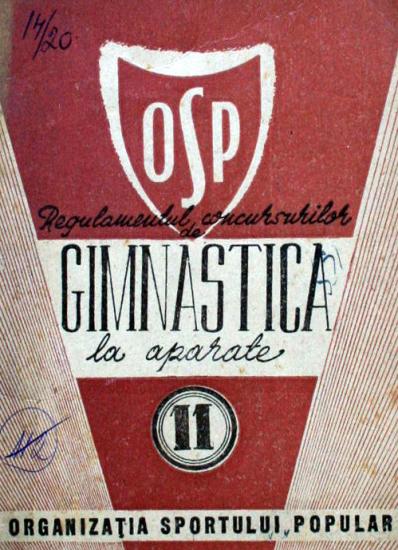 14/20
OSP
Regulamentul concursurilor
de
GIMNASTICA
la aparate
11
ORGANIZAȚIA SPORTULUI POPULAR